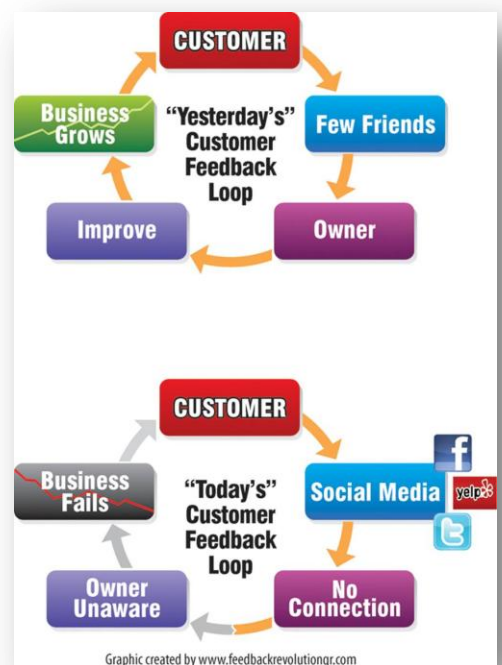 CUSTOMER
"Yesterday's"
Customer
Feedback
Loop
Few Friends
Owner
Improve
Business
Grows
CUSTOMER
"Today's"
Customer
Feedback
Loop
Social Media
f
yelp
t
No
Connection
Owner
Unaware
Business
Fails
Graphic created by www.feedbackrevolutionqr.com